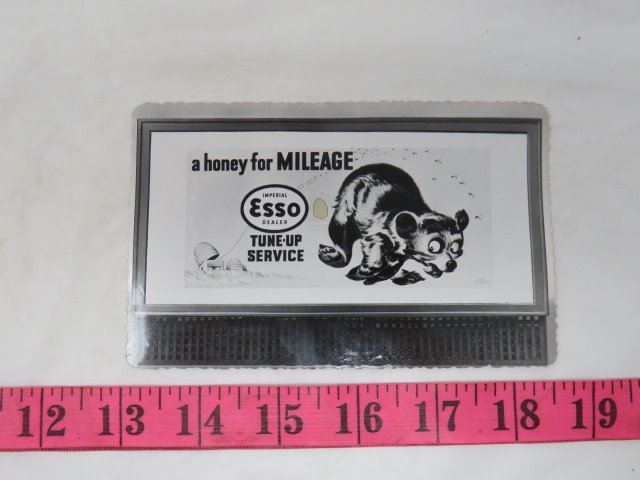 a honey for MILEAGE
IMPERIAL
Esso
DEALER
TUNE-UP
SERVICE
12 13 14 15 16 17 18 19